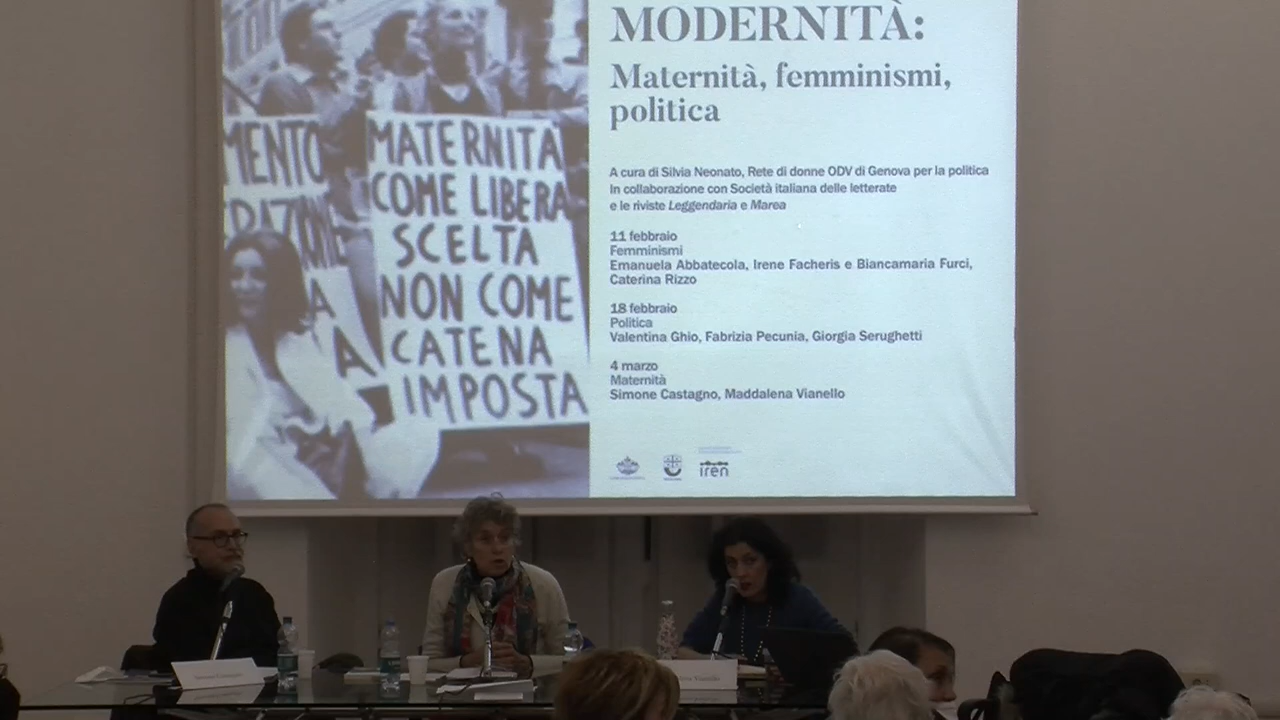 MODERNITÀ:
Maternità, femminismi,
politica
A cura di Silvia Neonato, Rete di donne ODV di Genova per la politica
In collaborazione con Società italiana delle letterate
e le riviste Leggendaria e Marea
11 febbraio
Femminismi
Emanuela Abbatecola, Irene Facheris e Biancamaria Furci,
Caterina Rizzo
18 febbraio
Politica
Valentina Ghio, Fabrizia Pecunia, Giorgia Serughetti
4 marzo
Maternità
Simone Castagno, Maddalena Vianello
iren
MENTO
MATERNITÀ
COME LIBERA
SCELTA
NON COME
CATENA
IMPOSTA